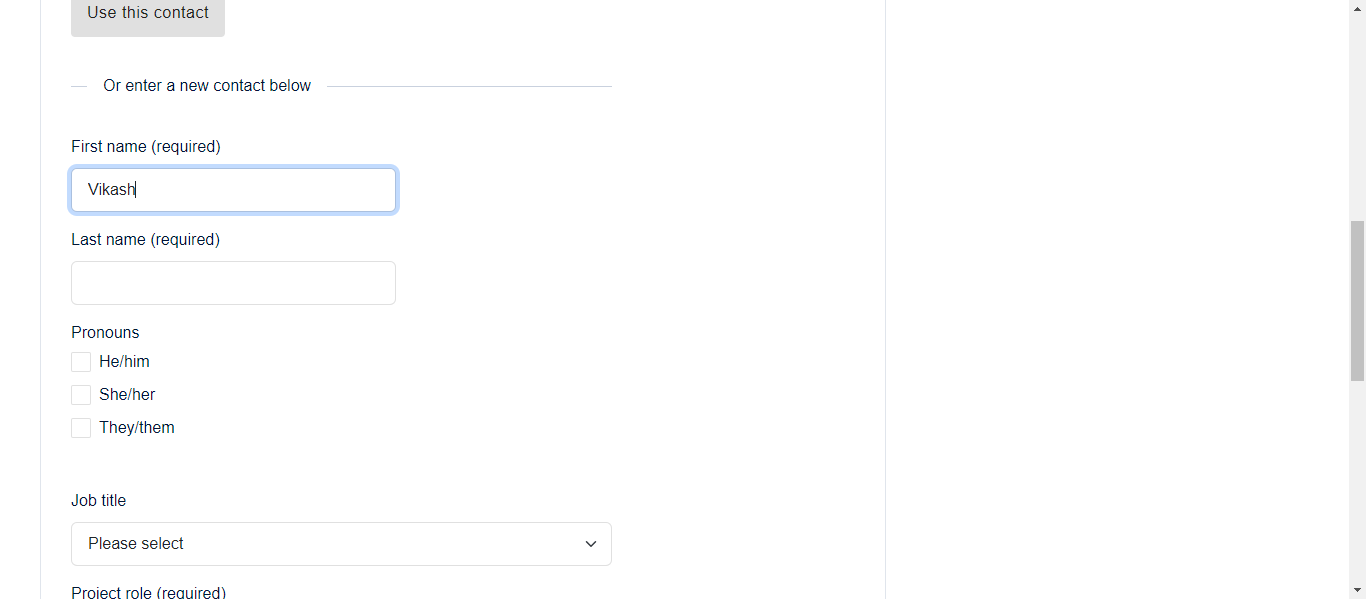 Use this contact
Or enter a new contact below
First name (required)
Vikash
Last name (required)
Pronouns
He/him
She/her
They/them
Job title
Please select
Project role (required)